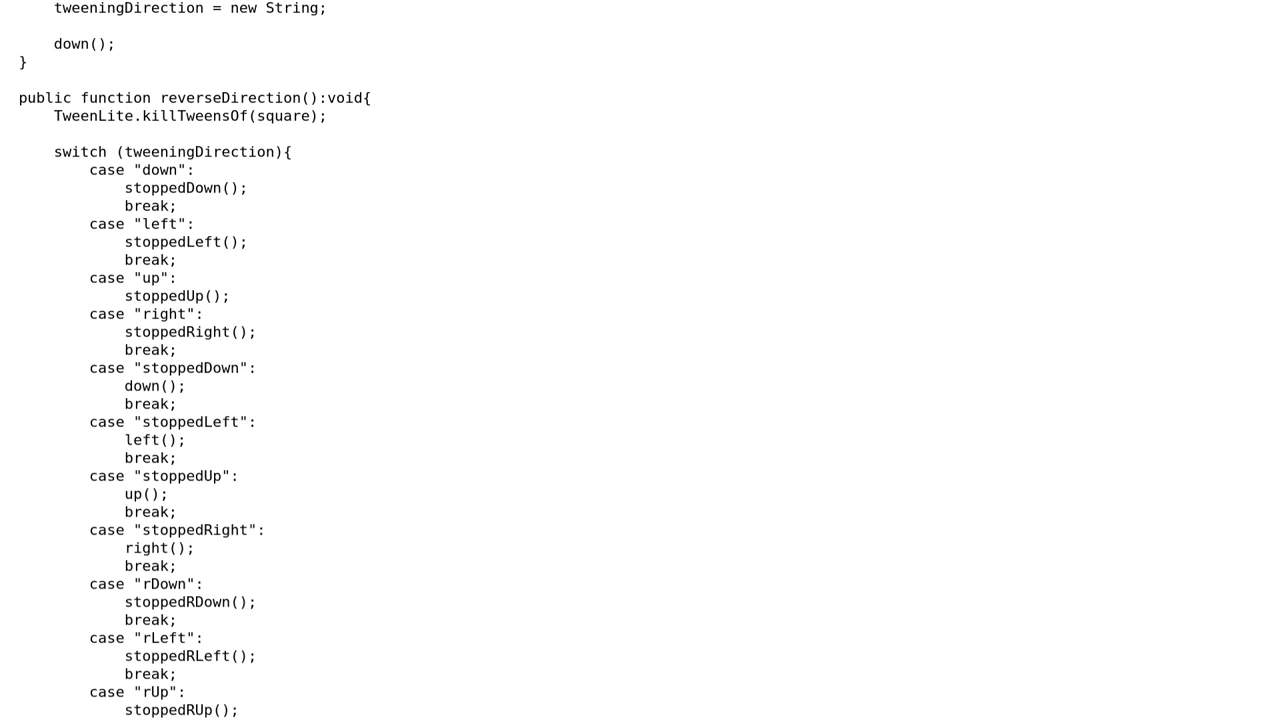 tweeningDirection = new String;
down();
}
public function reverseDirection():void{
TweenLite.killTweensOf(square);
switch (tweeningDirection){
case "down":
stoppedDown();
break;
case "left":
stoppedLeft();
break;
case "up":
stoppedUp();
case "right":
stoppedRight();
break;
case "stoppedDown":
down();
break;
case "stoppedLeft":
left();
break;
case "stoppedUp":
up();
break;
case "stoppedRight":
right();
break;
case "rDown":
stoppedRDown();
break;
case "rLeft":
stoppedRLeft();
break;
case "rUp":
stoppedRUp();